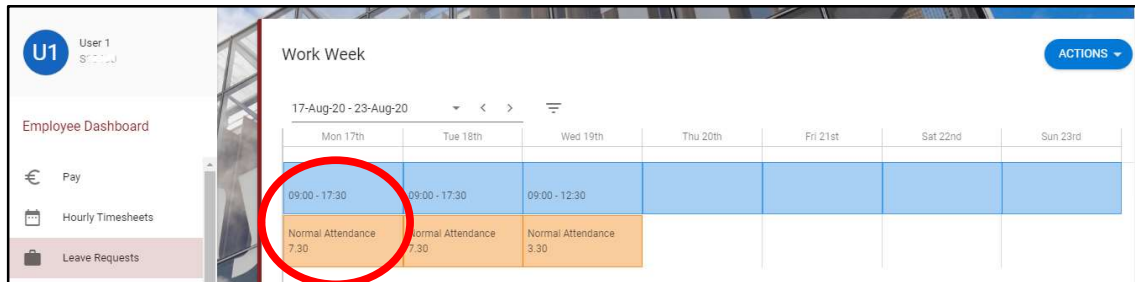 U1
User 1
Work Week
ACTIONS
17-Aug-20 - 23-Aug-20
Employee Dashboard
Mon 17th Tue 18th Wed 19th Thu 20th Fri 21st Sat 22nd Sun 23rd
€ Pay
09:00 - 17:30 09:00 - 17:30 09:00 - 12:30
Hourly Timesheets
Normal Attendance Normal Attendance Normal Attendance
7.30 7.30 3.30
Leave Requests